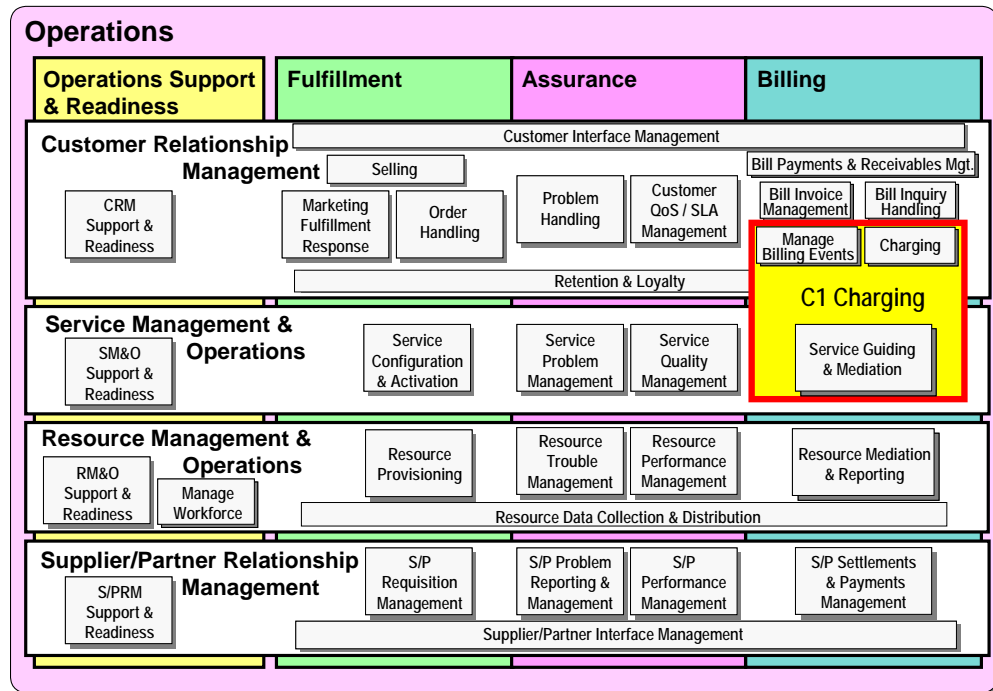 Operations
Operations Support
& Readiness
Fulfillment
Assurance
Billing
Customer Relationship
Management
Customer Interface Management
Selling
Bill Payments & Receivables Mgt.
CRM
Support &
Readiness
Marketing
Fulfillment
Response
Order
Handling
Problem
Handling
Customer
QoS / SLA
Management
Bill Invoice
Management
Bill Inquiry
Handling
Manage
Billing Events
Charging
Retention & Loyalty
C1 Charging
Service Management &
Operations
SM&O
Support &
Readiness
Service
Configuration
& Activation
Service
Problem
Management
Service
Quality
Management
Service Guiding
& Mediation
Resource Management &
Operations
RM&O
Support &
Readiness
Manage
Workforce
Resource
Provisioning
Resource
Trouble
Management
Resource
Performance
Management
Resource Mediation
& Reporting
Resource Data Collection & Distribution
Supplier/Partner Relationship
Management
S/PRM
Support &
Readiness
S/P
Requisition
Management
S/P Problem
Reporting &
Management
S/P
Performance
Management
S/P Settlements
& Payments
Management
Supplier/Partner Interface Management